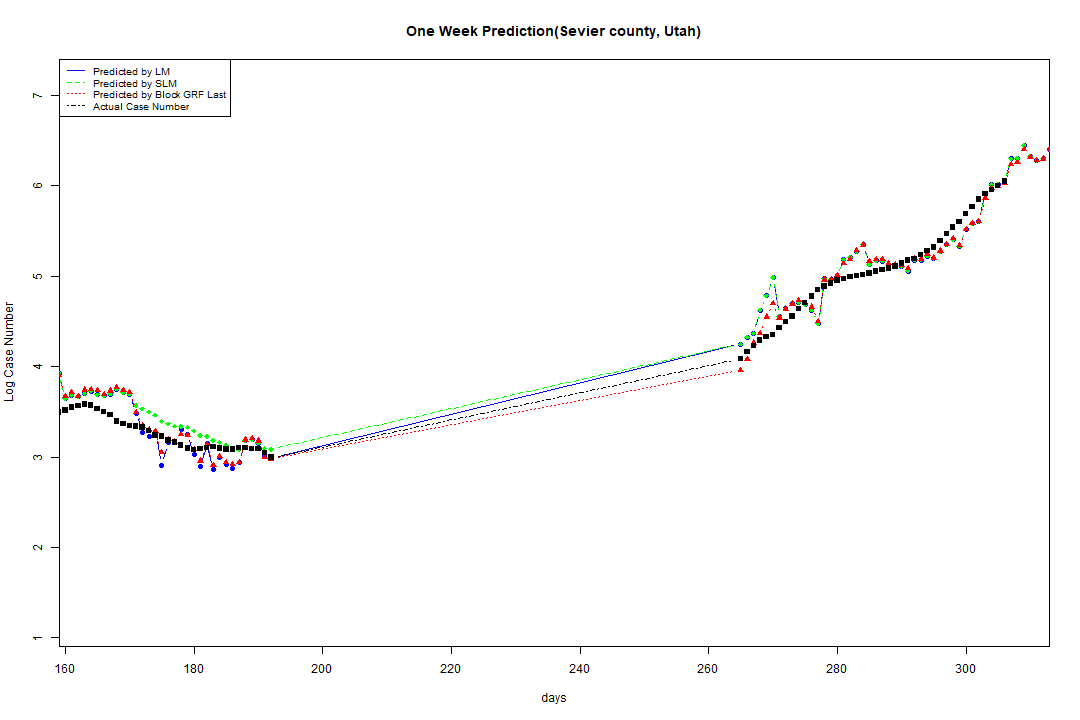 One Week Prediction(Sevier county, Utah)
Predicted by LM
Predicted by SLM
Predicted by Block GRF Last
Actual Case Number
7
6
5
4
3
2
1
Log Case Number
160 180 200 220 240 260 280 300
days